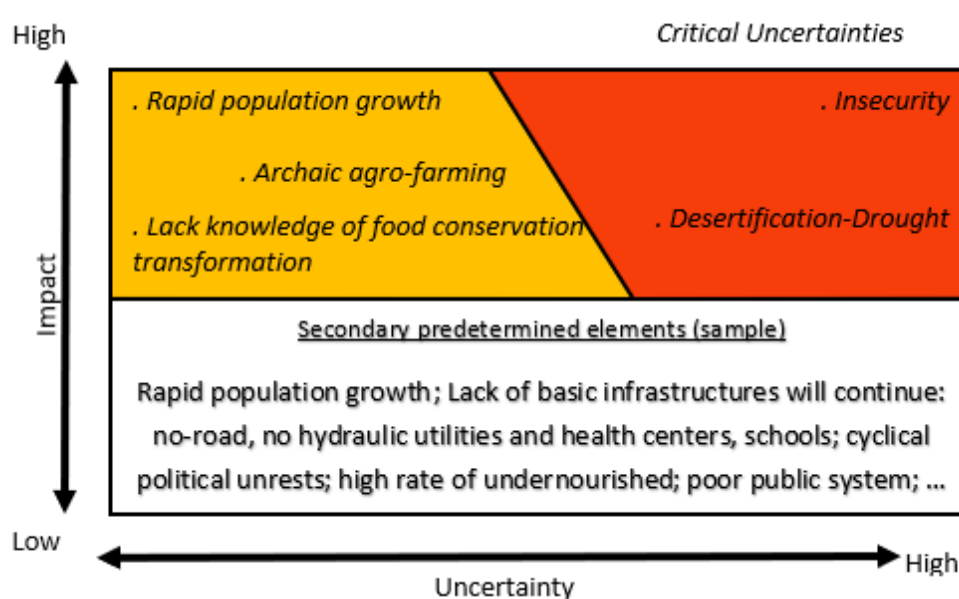 High
Critical Uncertainties
. Rapid population growth
. Insecurity
. Archaic agro-farming
. Lack knowledge of food conservation
transformation
. Desertification-Drought
Impact
Secondary predetermined elements (sample)
Rapid population growth; Lack of basic infrastructures will continue:
no-road, no hydraulic utilities and health centers, schools; cyclical
political unrests; high rate of undernourished; poor public system; ...
Low
High
Uncertainty